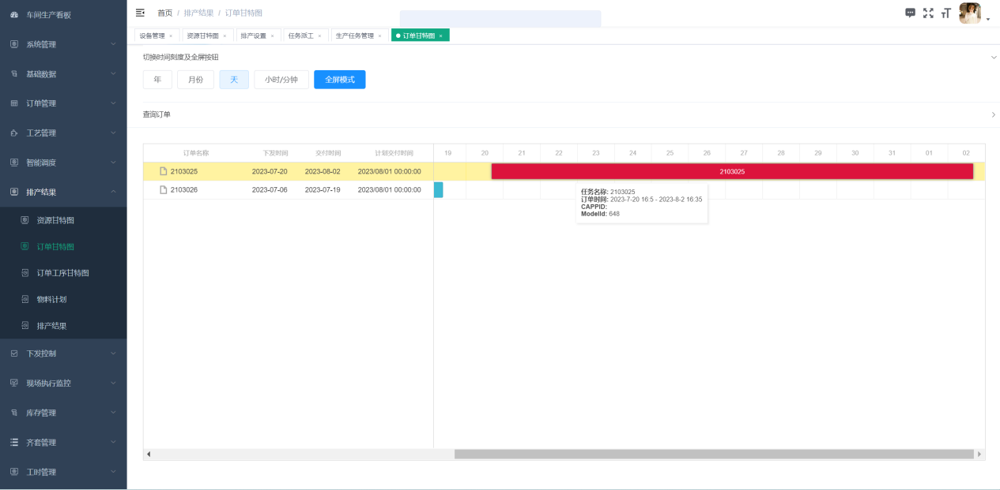 车间生产看板
系统管理
基础数据
订单管理
工艺管理
智能调度
排产结果
资源甘特图
订单甘特图
订单工序甘特图
物料计划
排产结果
下发控制
现场执行监控
库存管理
齐套管理
工时管理
首页 / 排产结果 / 订单甘特图
设备管理 × 资源甘特图 × 排产设置 × 任务派工 × 生产任务管理 × 订单甘特图 ×
切换时间刻度及全屏按钮
年 月份 天 小时/分钟 全屏模式
查询订单
订单名称 下发时间 交付时间 计划交付时间 19 20 21 22 23 24 25 26 27 28 29 30 31 01 02
2103025 2023-07-20 2023-08-02 2023/08/01 00:00:00 2103025
2103026 2023-07-06 2023-07-19 2023/08/01 00:00:00
任务名称: 2103025
订单时间: 2023-7-20 16:5 - 2023-8-2 16:35
CAPPID:
ModelId: 648